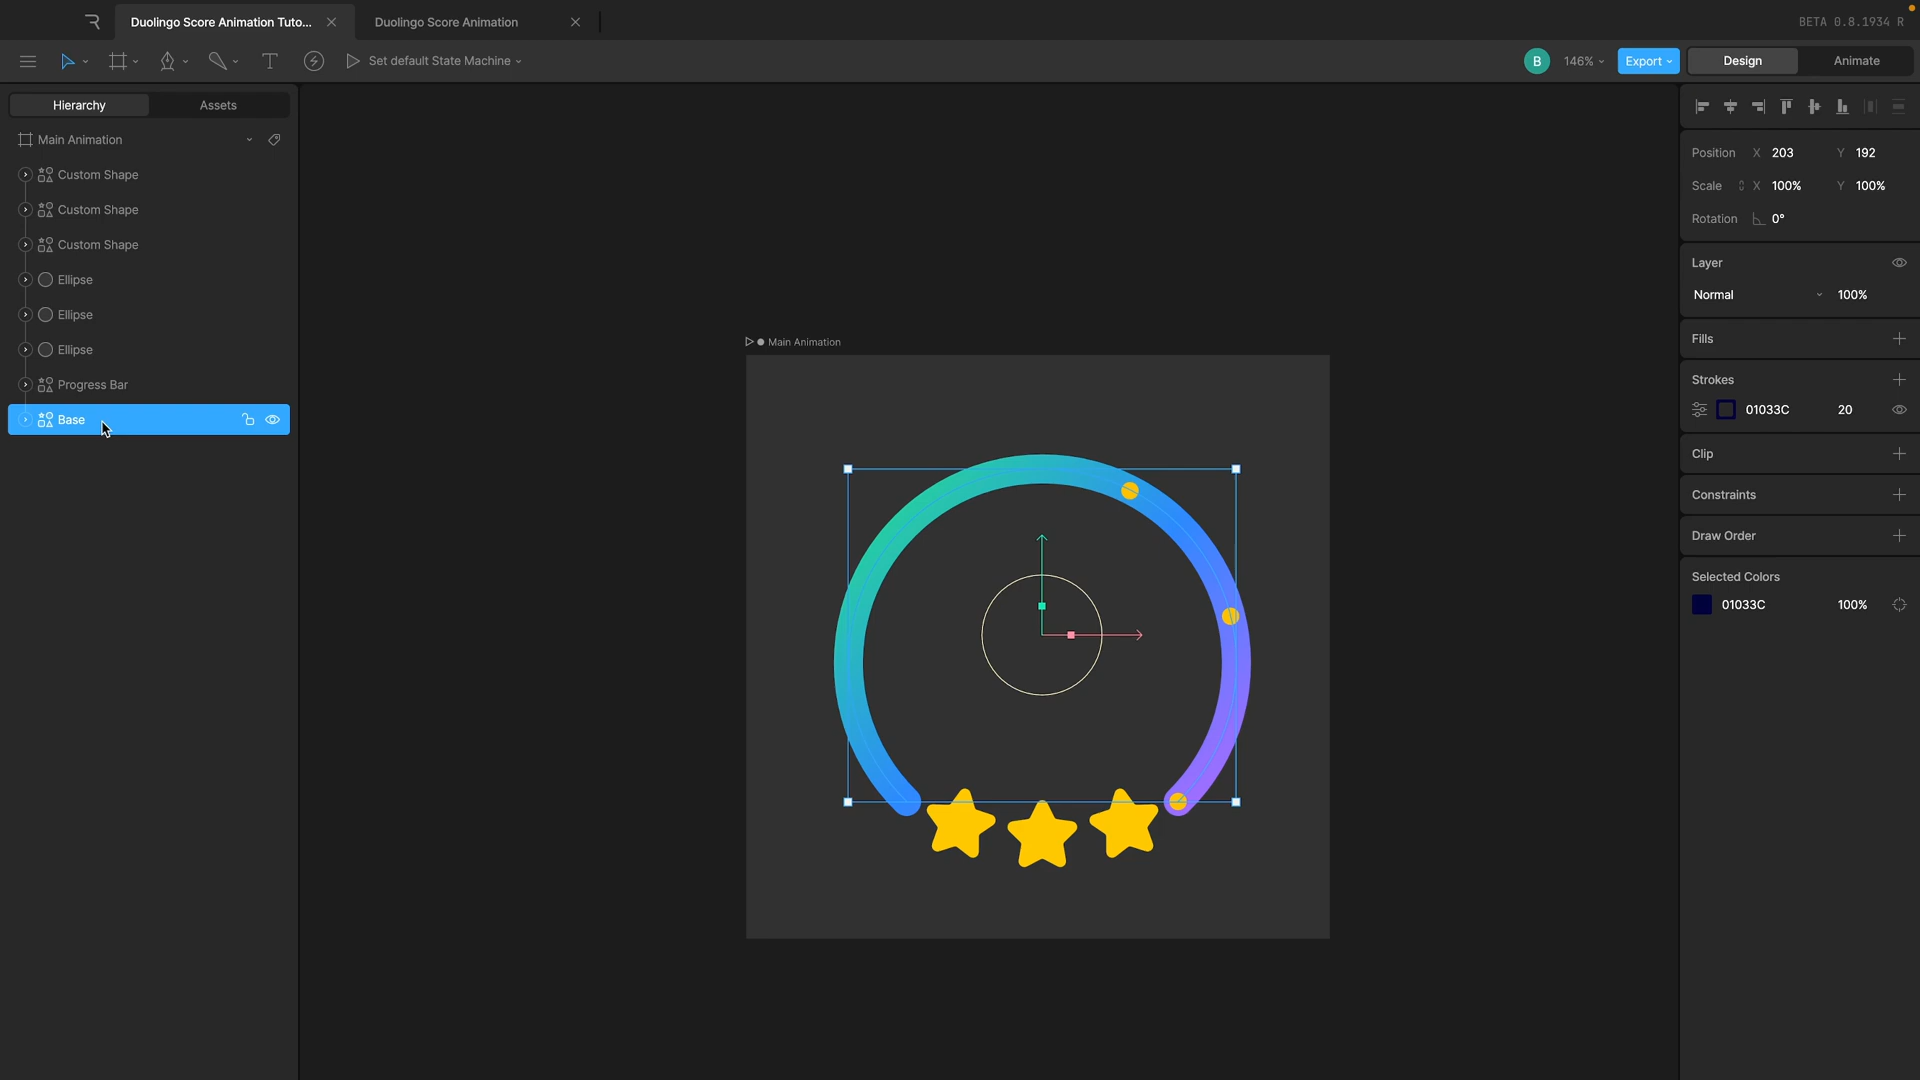 Duolingo Score Animation Tuto...
Duolingo Score Animation
BETA 0.8.1934 R
Set default State Machine
B
146%
Export
Design
Animate
Hierarchy
Assets
Main Animation
Custom Shape
Custom Shape
Custom Shape
Ellipse
Ellipse
Ellipse
Progress Bar
Base
Main Animation
Position X 203 Y 192
Scale X 100% Y 100%
Rotation 0°
Layer
Normal 100%
Fills
Strokes
01033C 20
Clip
Constraints
Draw Order
Selected Colors
01033C 100%